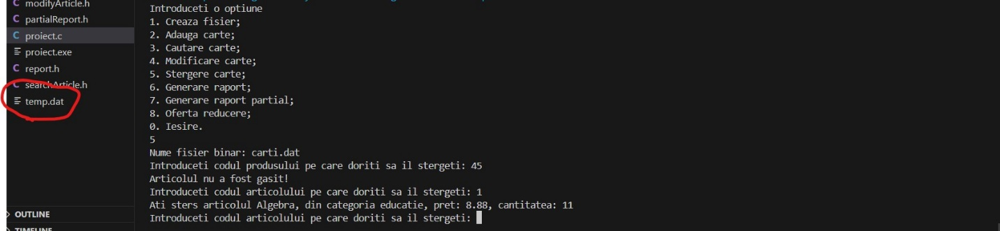 modifyArticle.h
partialReport.h
proiect.c
proiect.exe
report.h
searchArticle.h
temp.dat
OUTLINE
TIMELINE
Introduceti o optiune
1. Creaza fisier;
2. Adauga carte;
3. Cautare carte;
4. Modificare carte;
5. Stergere carte;
6. Generare raport;
7. Generare raport partial;
8. Oferta reducere;
0. Iesire.
5
Nume fisier binar: carti.dat
Introduceti codul produsului pe care doriti sa il stergeti: 45
Articolul nu a fost gasit!
Introduceti codul articolului pe care doriti sa il stergeti: 1
Ati sters articolul Algebra, din categoria educatie, pret: 8.88, cantitatea: 11
Introduceti codul articolului pe care doriti sa il stergeti: